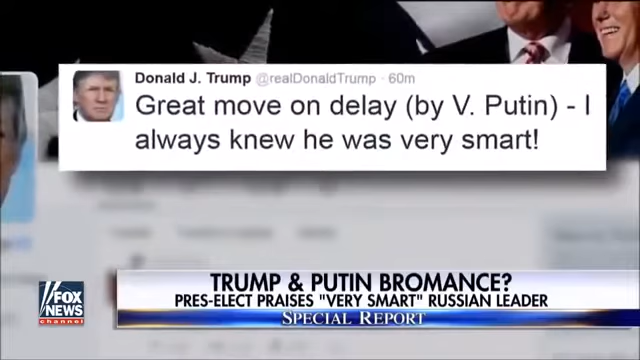 Donald J. Trump @realDonaldTrump · 60m
Great move on delay (by V. Putin) - I
always knew he was very smart!
TRUMP & PUTIN BROMANCE?
PRES-ELECT PRAISES "VERY SMART" RUSSIAN LEADER
SPECIAL REPORT
FOX
NEWS
channel